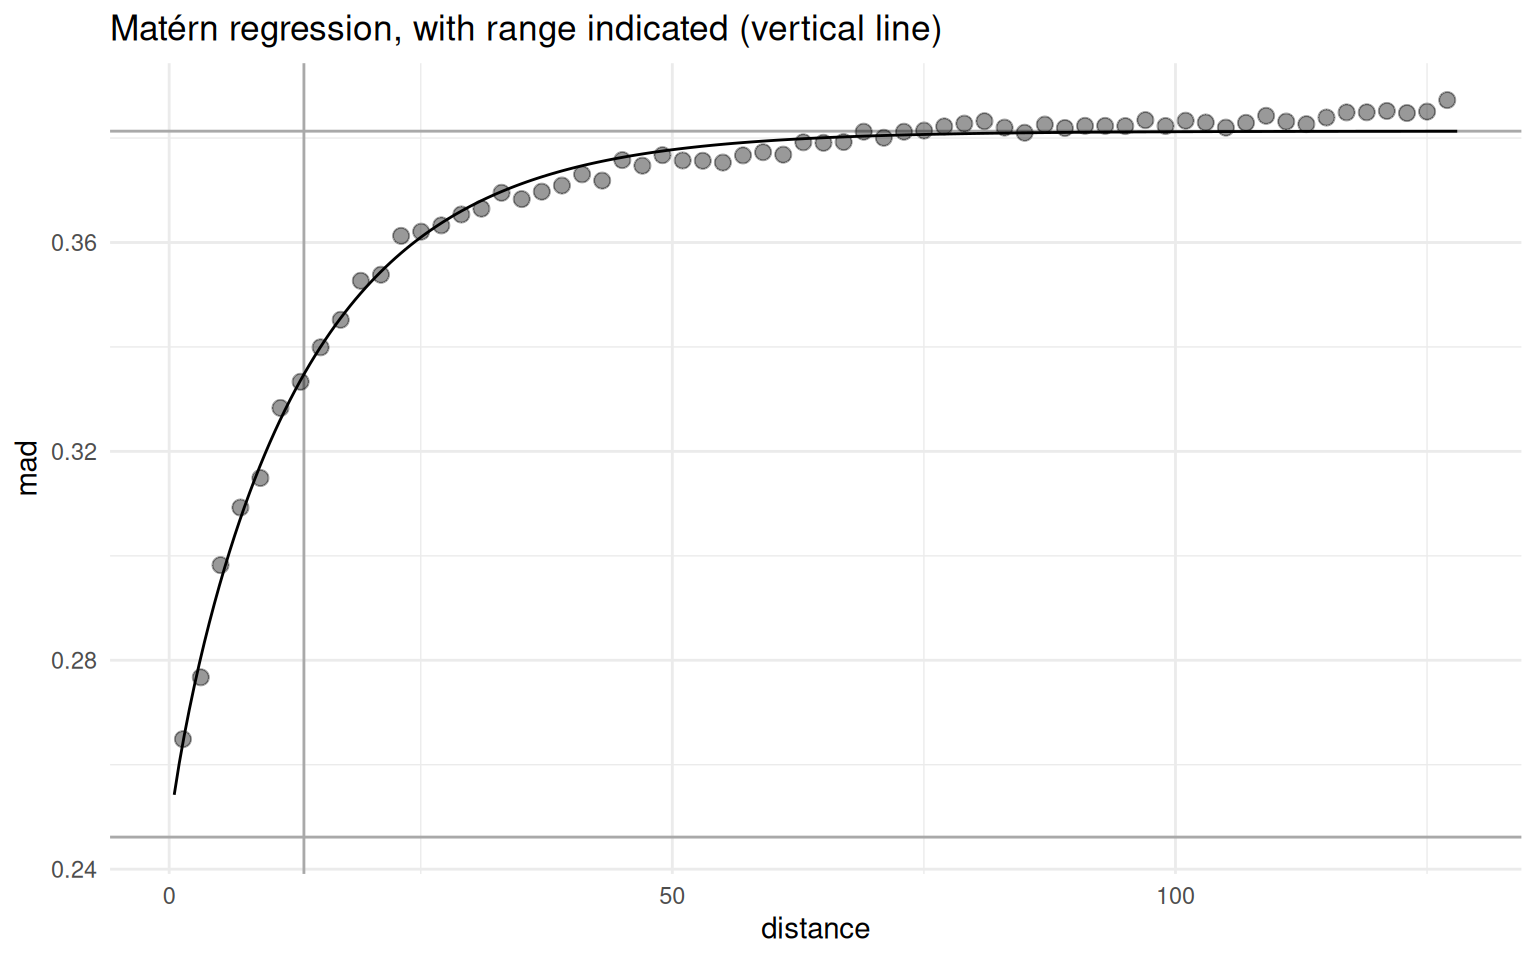 Matérn regression, with range indicated (vertical line)
mad
0.36
0.32
0.28
0.24
0
50
100
distance